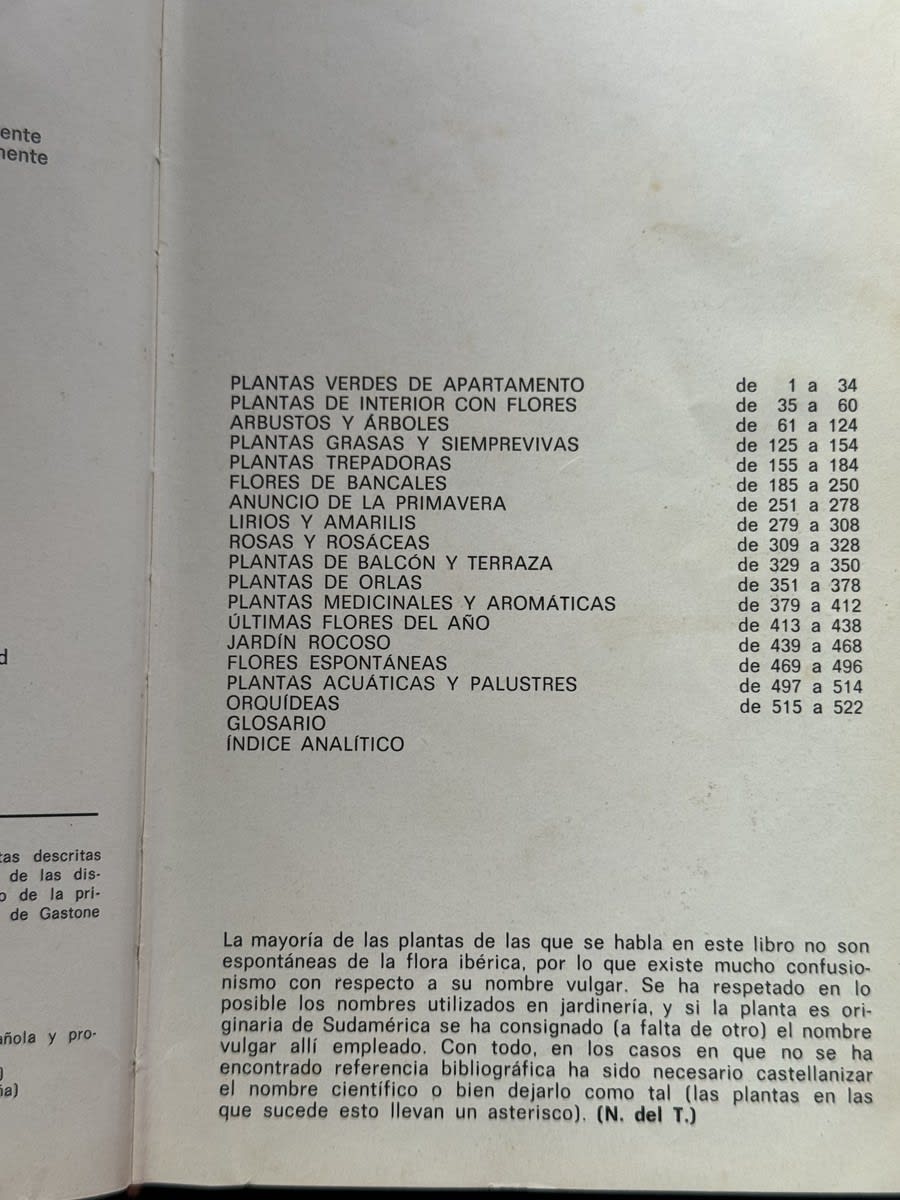 ente
mente
d
tas descritas
de las dis-
o de la pri-
de Gastone
añola y pro-
)
ña)
PLANTAS VERDES DE APARTAMENTO de 1 a 34
PLANTAS DE INTERIOR CON FLORES de 35 a 60
ARBUSTOS Y ÁRBOLES de 61 a 124
PLANTAS GRASAS Y SIEMPREVIVAS de 125 a 154
PLANTAS TREPADORAS de 155 a 184
FLORES DE BANCALES de 185 a 250
ANUNCIO DE LA PRIMAVERA de 251 a 278
LIRIOS Y AMARILIS de 279 a 308
ROSAS Y ROSÁCEAS de 309 a 328
PLANTAS DE BALCÓN Y TERRAZA de 329 a 350
PLANTAS DE ORLAS de 351 a 378
PLANTAS MEDICINALES Y AROMÁTICAS de 379 a 412
ÚLTIMAS FLORES DEL AÑO de 413 a 438
JARDÍN ROCOSO de 439 a 468
FLORES ESPONTÁNEAS de 469 a 496
PLANTAS ACUÁTICAS Y PALUSTRES de 497 a 514
ORQUÍDEAS de 515 a 522
GLOSARIO
ÍNDICE ANALÍTICO
La mayoría de las plantas de las que se habla en este libro no son
espontáneas de la flora ibérica, por lo que existe mucho confusio-
nismo con respecto a su nombre vulgar. Se ha respetado en lo
posible los nombres utilizados en jardinería, y si la planta es ori-
ginaria de Sudamérica se ha consignado (a falta de otro) el nombre
vulgar allí empleado. Con todo, en los casos en que no se ha
encontrado referencia bibliográfica ha sido necesario castellanizar
el nombre científico o bien dejarlo como tal (las plantas en las
que sucede esto llevan un asterisco). (N. del T.)